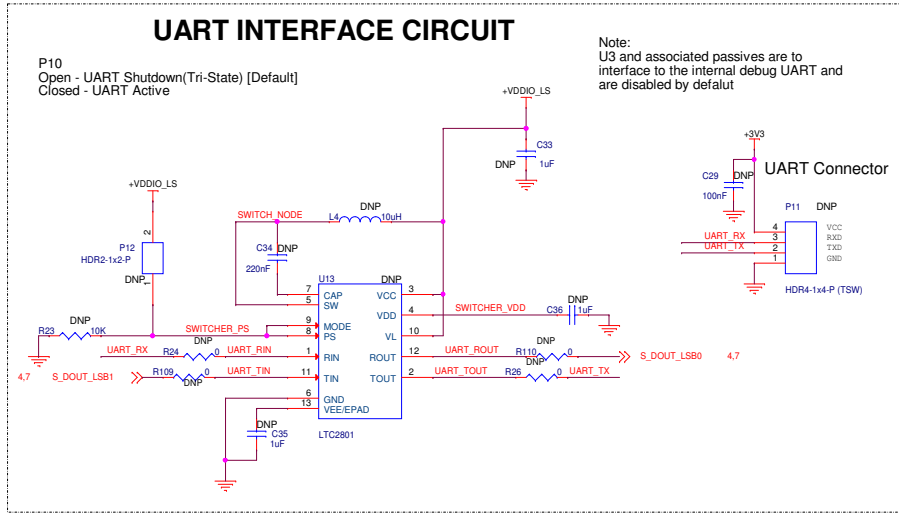 UART INTERFACE CIRCUIT
P10
Open - UART Shutdown(Tri-State) [Default]
Closed - UART Active
Note:
U3 and associated passives are to
interface to the internal debug UART and
are disabled by defalut
+VDDIO_LS
C33
DNP
1uF
+3V3
UART Connector
C29
DNP
100nF
P11
DNP
4
VCC
UART_RX
3
RXD
UART_TX
2
TXD
1
GND
HDR4-1x4-P (TSW)
+VDDIO_LS
2
P12
HDR2-1x2-P
DNP
1
SWITCH_NODE
DNP
L4
10uH
C34
DNP
220nF
U13
DNP
7
CAP
VCC
3
5
SW
VDD
4
SWITCHER_VDD
C36
DNP
1uF
DNP
R23
10K
SWITCHER_PS
9
MODE
8
PS
VL
10
UART_RX
R24
DNP
0
UART_RIN
1
RIN
ROUT
12
UART_ROUT
R110
DNP
0
S_DOUT_LSB0
4,7
4,7
S_DOUT_LSB1
R109
DNP
0
UART_TIN
11
TIN
TOUT
2
UART_TOUT
R26
DNP
0
UART_TX
6
GND
13
VEE/EPAD
DNP
C35
1uF
LTC2801